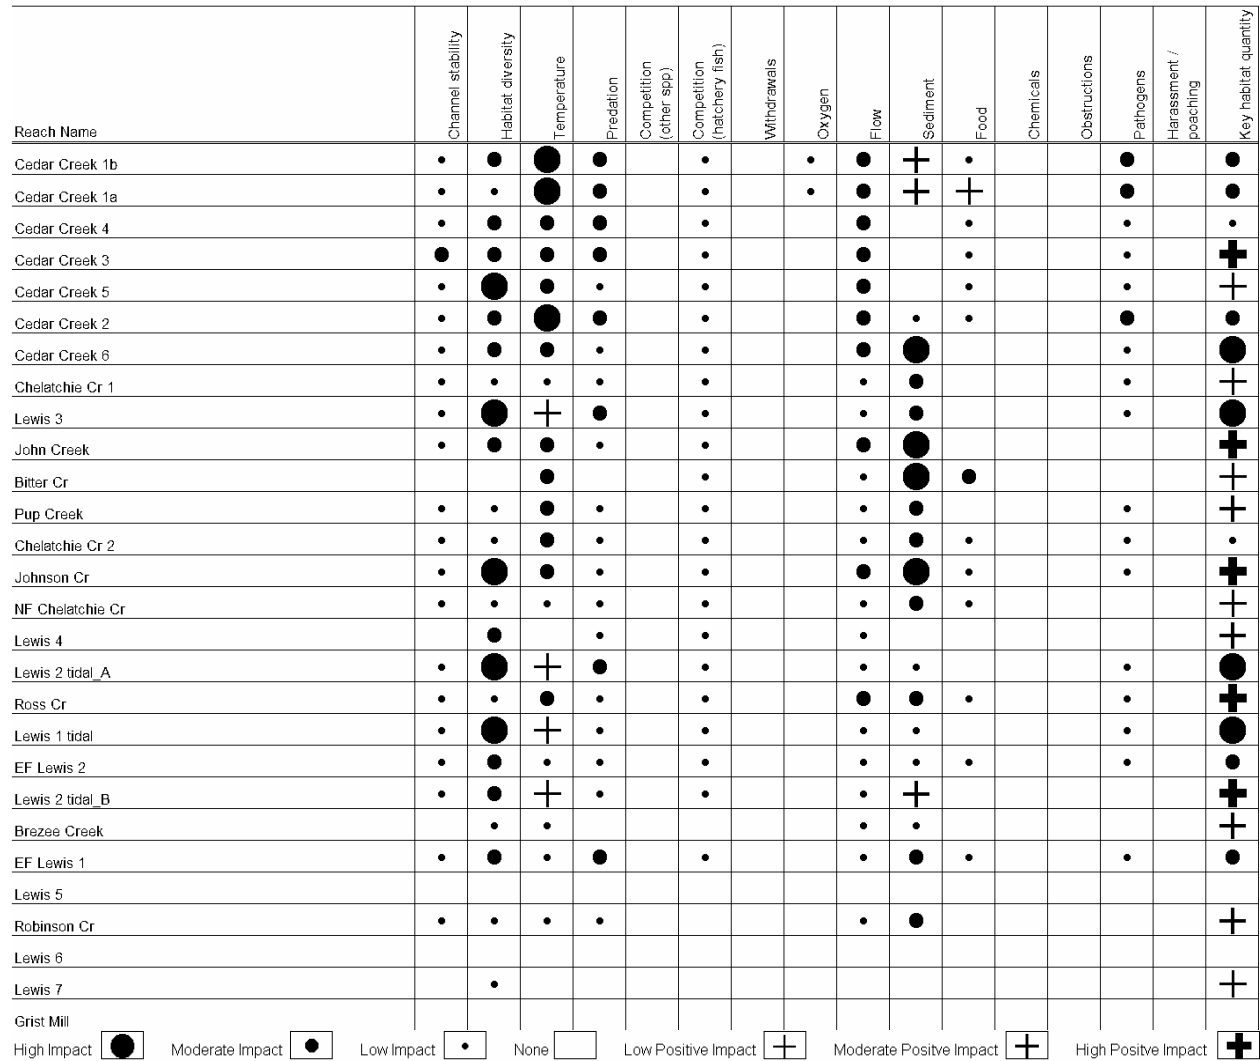 Reach Name
Channel stability
Habitat diversity
Temperature
Predation
Competition
(other spp)
Competition
(hatchery fish)
Withdrawals
Oxygen
Flow
Sediment
Food
Chemicals
Obstructions
Pathogens
Harassment /
poaching
Key habitat quantity
Cedar Creek 1b
Cedar Creek 1a
Cedar Creek 4
Cedar Creek 3
Cedar Creek 5
Cedar Creek 2
Cedar Creek 6
Chelatchie Cr 1
Lewis 3
John Creek
Bitter Cr
Pup Creek
Chelatchie Cr 2
Johnson Cr
NF Chelatchie Cr
Lewis 4
Lewis 2 tidal_A
Ross Cr
Lewis 1 tidal
EF Lewis 2
Lewis 2 tidal_B
Brezee Creek
EF Lewis 1
Lewis 5
Robinson Cr
Lewis 6
Lewis 7
Grist Mill
High Impact Moderate Impact Low Impact None Low Positive Impact Moderate Positve Impact High Positve Impact